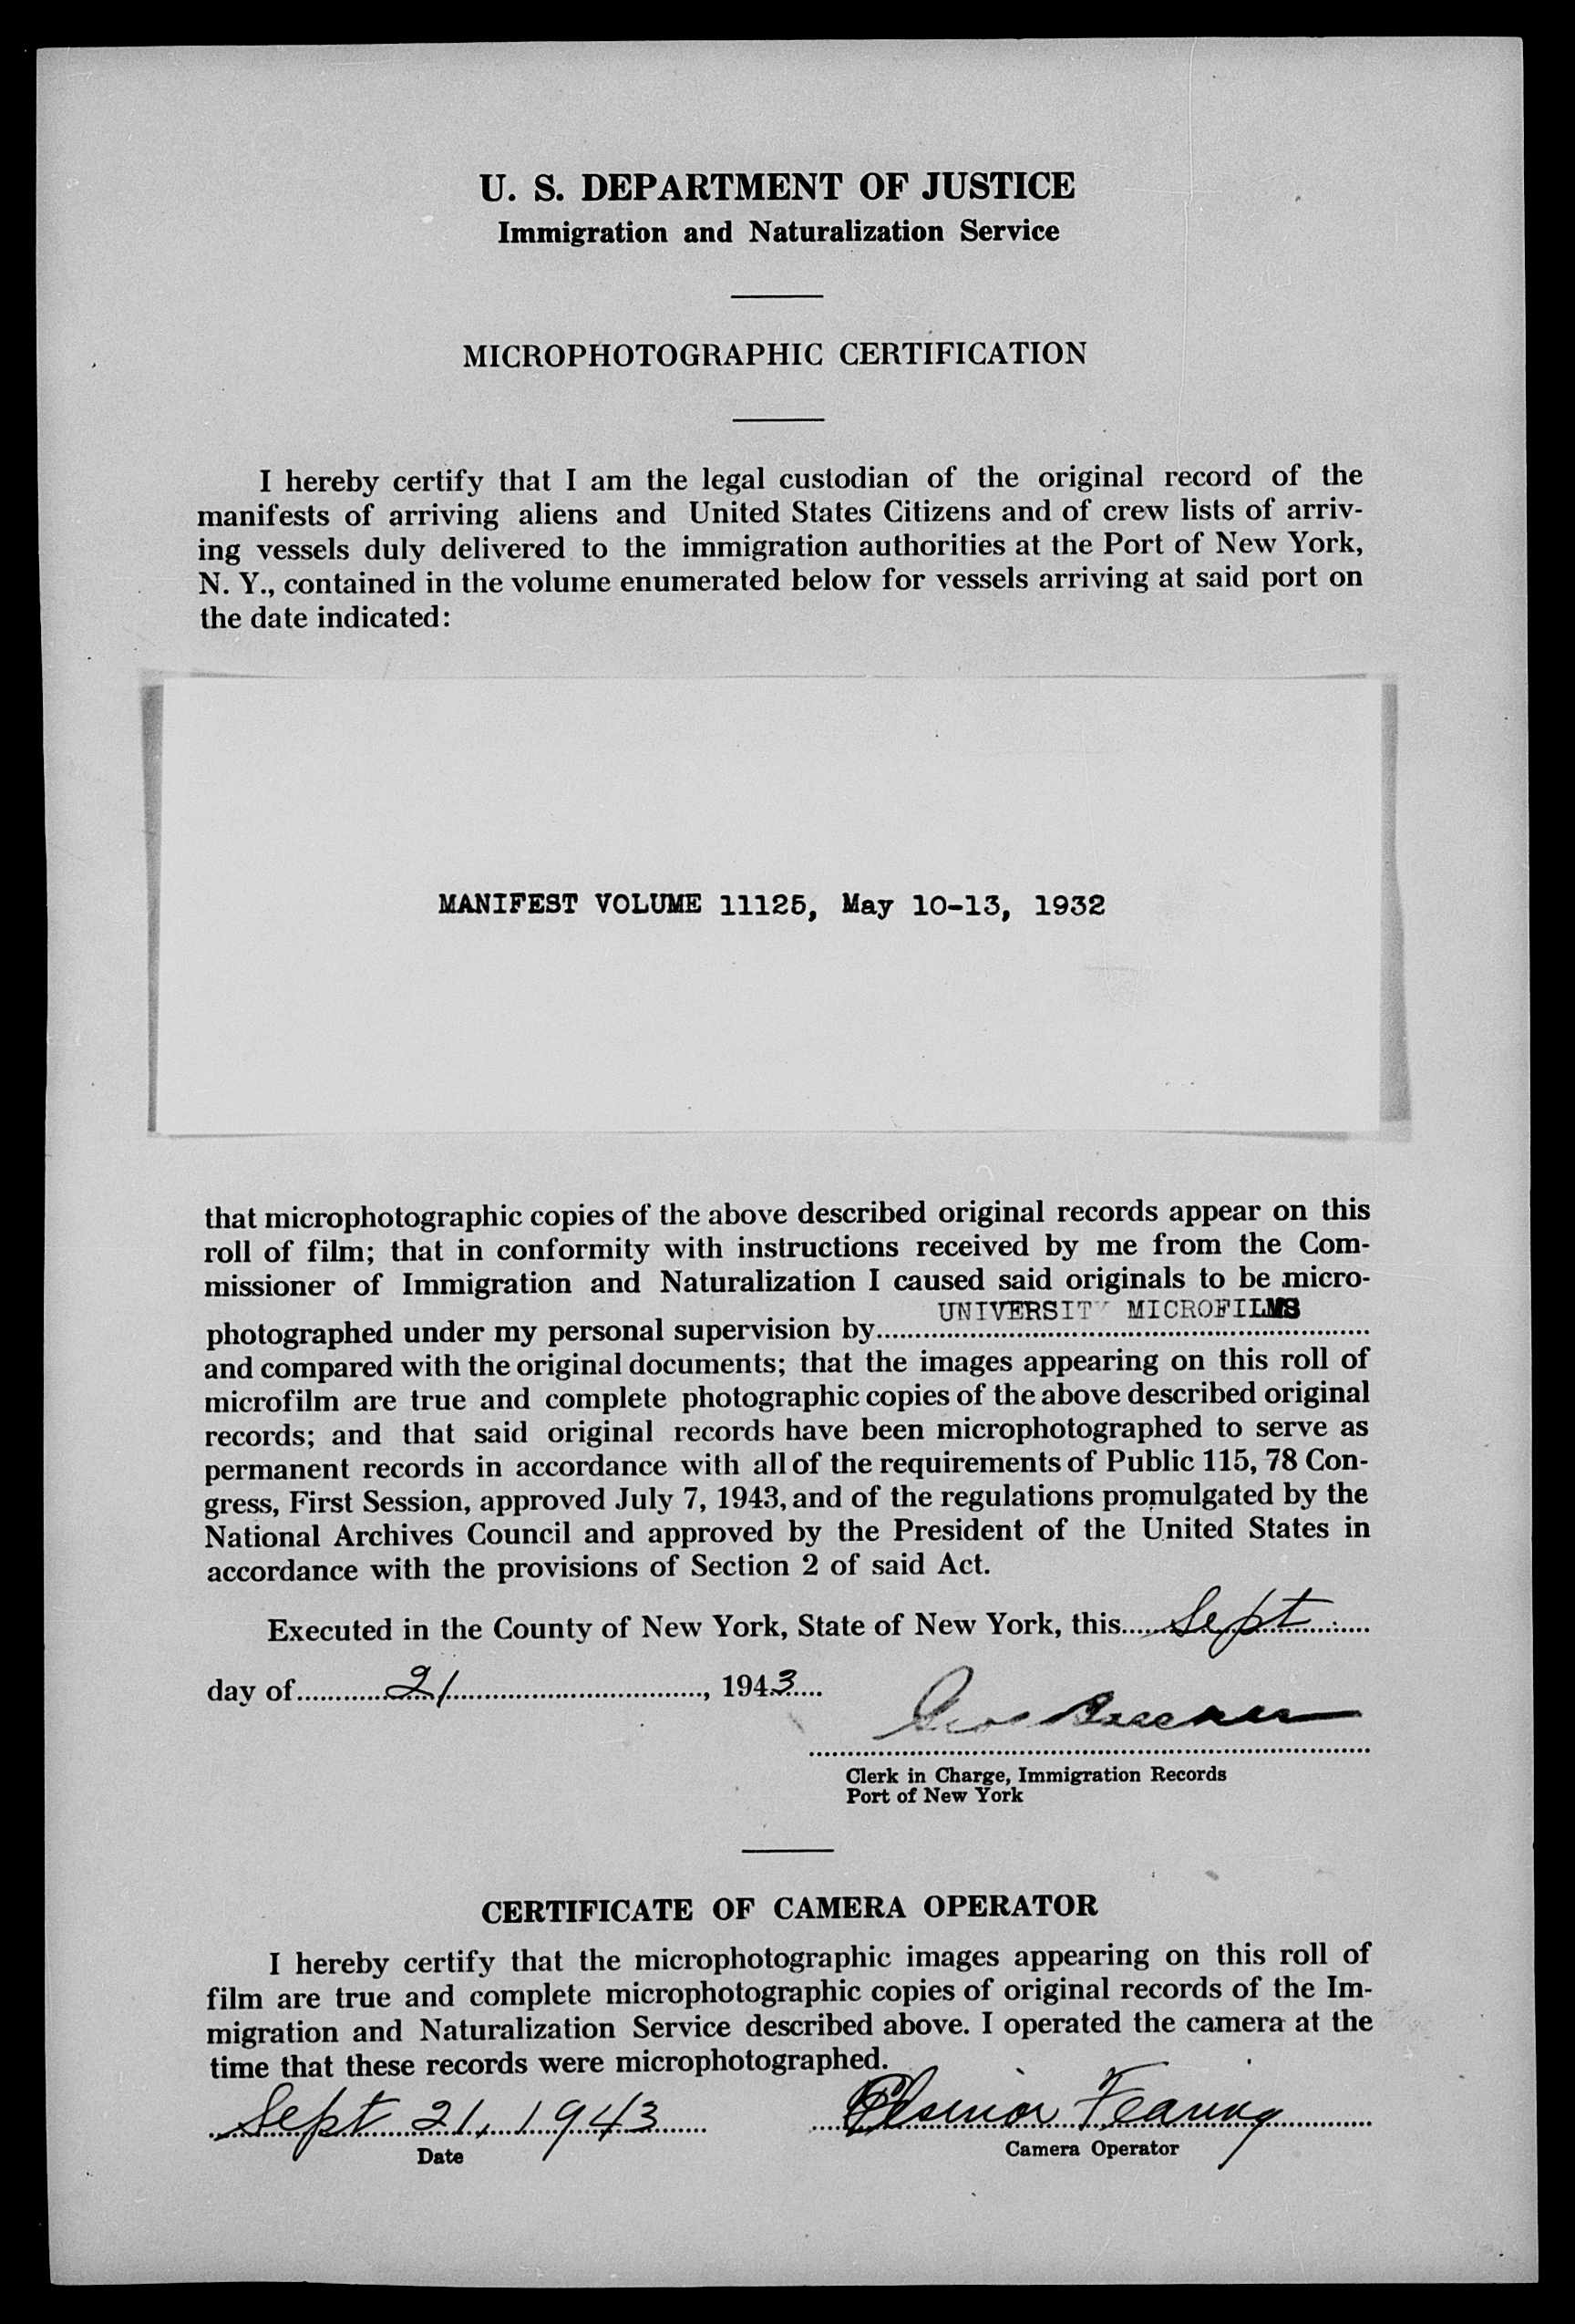 U. S. DEPARTMENT OF JUSTICE
Immigration and Naturalization Service
MICROPHOTOGRAPHIC CERTIFICATION
I hereby certify that I am the legal custodian of the original record of the
manifests of arriving aliens and United States Citizens and of crew lists of arriv-
ing vessels duly delivered to the immigration authorities at the Port of New York,
N. Y., contained in the volume enumerated below for vessels arriving at said port on
the date indicated:
MANIFEST VOLUME 11125, May 10-13, 1932
that microphotographic copies of the above described original records appear on this
roll of film; that in conformity with instructions received by me from the Com-
missioner of Immigration and Naturalization I caused said originals to be micro-
photographed under my personal supervision by UNIVERSITY MICROFILMS
and compared with the original documents; that the images appearing on this roll of
microfilm are true and complete photographic copies of the above described original
records; and that said original records have been microphotographed to serve as
permanent records in accordance with all of the requirements of Public 115, 78 Con-
gress, First Session, approved July 7, 1943, and of the regulations promulgated by the
National Archives Council and approved by the President of the United States in
accordance with the provisions of Section 2 of said Act.
Executed in the County of New York, State of New York, this Sept
day of 21, 1943
Clerk in Charge, Immigration Records
Port of New York
CERTIFICATE OF CAMERA OPERATOR
I hereby certify that the microphotographic images appearing on this roll of
film are true and complete microphotographic copies of original records of the Im-
migration and Naturalization Service described above. I operated the camera at the
time that these records were microphotographed.
Sept 21, 1943
Date
Camera Operator